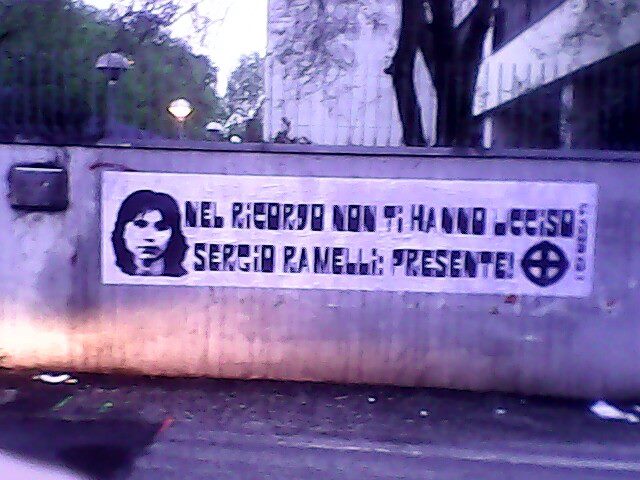 NEL RICORDO NON TI HANNO UCCISO
SERGIO RAMELLI: PRESENTE!